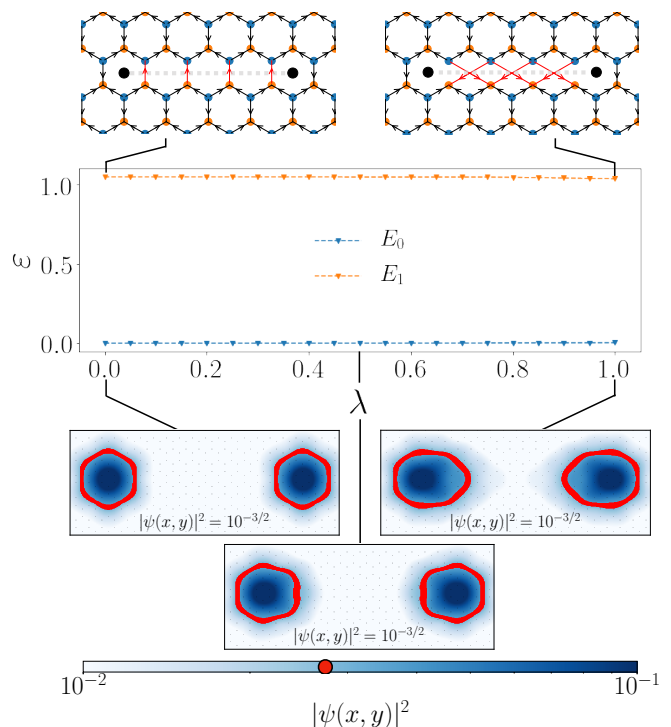 1.0
E₀
ε
0.5
E₁
0.0
0.0
0.2
0.4
0.6
0.8
1.0
λ
|ψ(x, y)|² = 10⁻³/²
|ψ(x, y)|² = 10⁻³/²
|ψ(x, y)|² = 10⁻³/²
10⁻²
10⁻¹
|ψ(x, y)|²